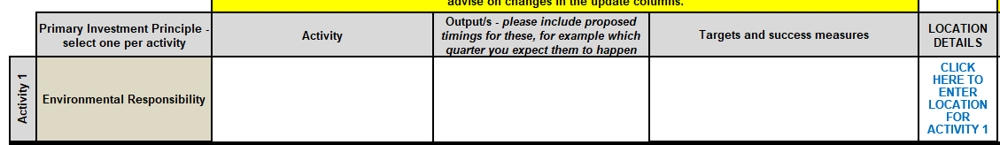 advise on changes in the update columns.
Primary Investment Principle -
select one per activity
Activity
Output/s - please include proposed
timings for these, for example which
quarter you expect them to happen
Targets and success measures
LOCATION
DETAILS
Activity 1
Environmental Responsibility
CLICK
HERE TO
ENTER
LOCATION
FOR
ACTIVITY 1